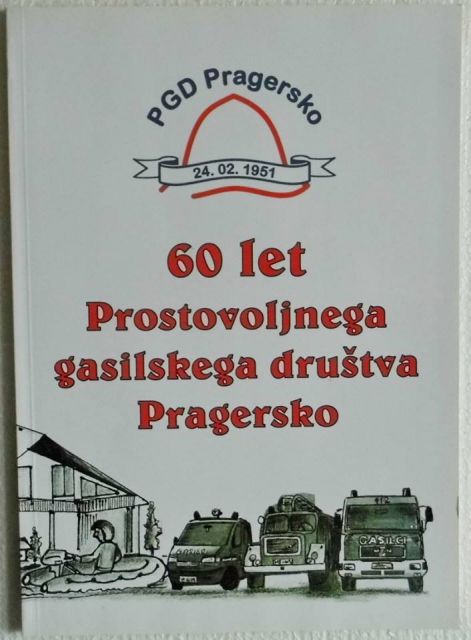 PGD Pragersko
24. 02. 1951
60 let
Prostovoljnega
gasilskega društva
Pragersko
GASILCI